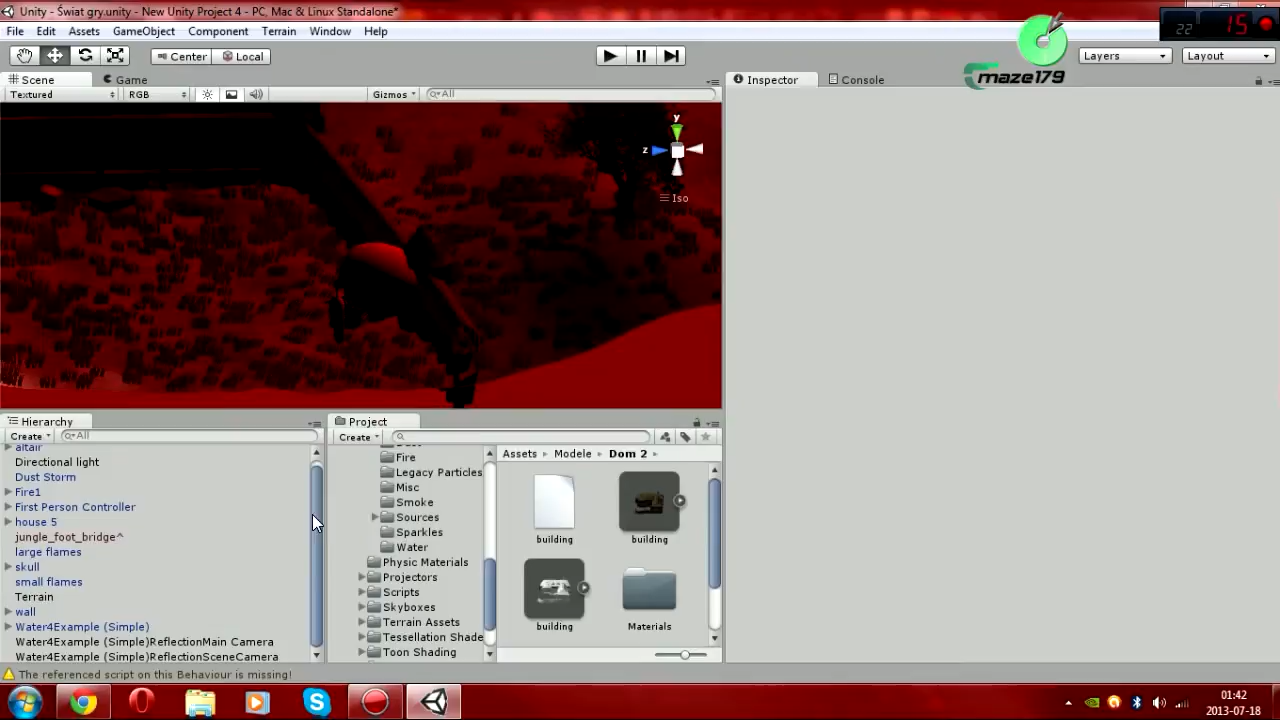 Unity - Świat gry.unity - New Unity Project 4 - PC, Mac & Linux Standalone*
22 15
File Edit Assets GameObject Component Terrain Window Help
maze179
Center Local Layers Layout
Scene Game Inspector Console
Textured RGB Gizmos All
y
z
Iso
Hierarchy Project
Create All Create
altair
Directional light
Dust Storm
Fire1
First Person Controller
house 5
jungle_foot_bridge^
large flames
skull
small flames
Terrain
wall
Water4Example (Simple)
Water4Example (Simple)ReflectionMain Camera
Water4Example (Simple)ReflectionSceneCamera
Fire
Legacy Particles
Misc
Smoke
Sources
Sparkles
Water
Physic Materials
Projectors
Scripts
Skyboxes
Terrain Assets
Tessellation Shade
Toon Shading
Assets Modele Dom 2
building building
building Materials
The referenced script on this Behaviour is missing!
01:42
2013-07-18